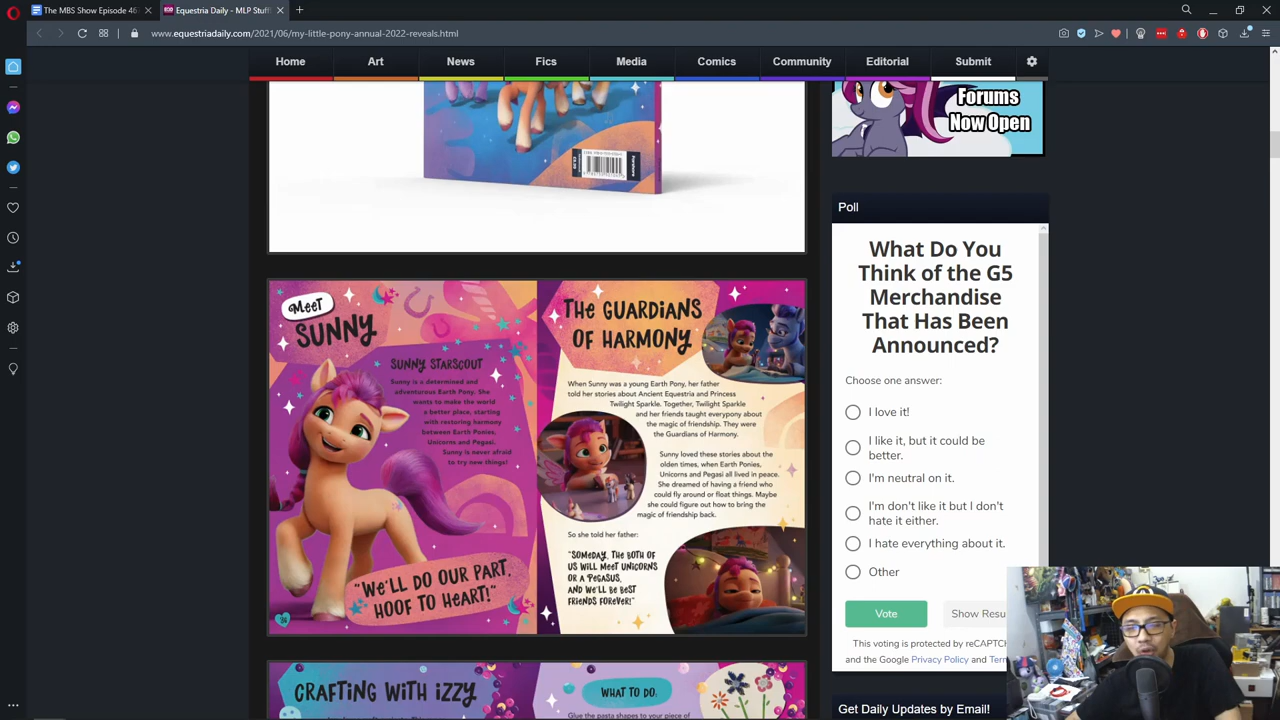 The MBS Show Episode 46
Equestria Daily - MLP Stuff
www.equestriadaily.com/2021/06/my-little-pony-annual-2022-reveals.html
Home
Art
News
Fics
Media
Comics
Community
Editorial
Submit
Forums
Now Open
Poll
What Do You
Think of the G5
Merchandise
That Has Been
Announced?
Choose one answer:
I love it!
I like it, but it could be
better.
I'm neutral on it.
I'm don't like it but I don't
hate it either.
I hate everything about it.
Other
Vote
Show Resu
This voting is protected by reCAPTCH
and the Google Privacy Policy and Term
Get Daily Updates by Email!
MEET
SUNNY
SUNNY STARSCOUT
Sunny is a determined and
adventurous Earth Pony. She
wants to make the world
a better place, starting
with restoring harmony
between Earth Ponies,
Unicorns and Pegasi.
Sunny is never afraid
to try new things!
"WE'LL DO OUR PART,
HOOF TO HEART!"
34
THE GUARDIANS
OF HARMONY
When Sunny was a young Earth Pony, her father
told her stories about Ancient Equestria and Princess
Twilight Sparkle. Together, Twilight Sparkle
and her friends taught everypony about
the magic of friendship. They were
the Guardians of Harmony.
Sunny loved these stories about the
olden times, when Earth Ponies,
Unicorns and Pegasi all lived in peace.
She dreamed of having a friend who
could fly around or float things. Maybe
she could figure out how to bring the
magic of friendship back.
So she told her father:
"SOMEDAY, THE BOTH OF
US WILL MEET UNICORNS
OR A PEGASUS,
AND WE'LL BE BEST
FRIENDS FOREVER!"
CRAFTING WITH IZZY
WHAT TO DO:
Glue the pasta shapes to your piece of